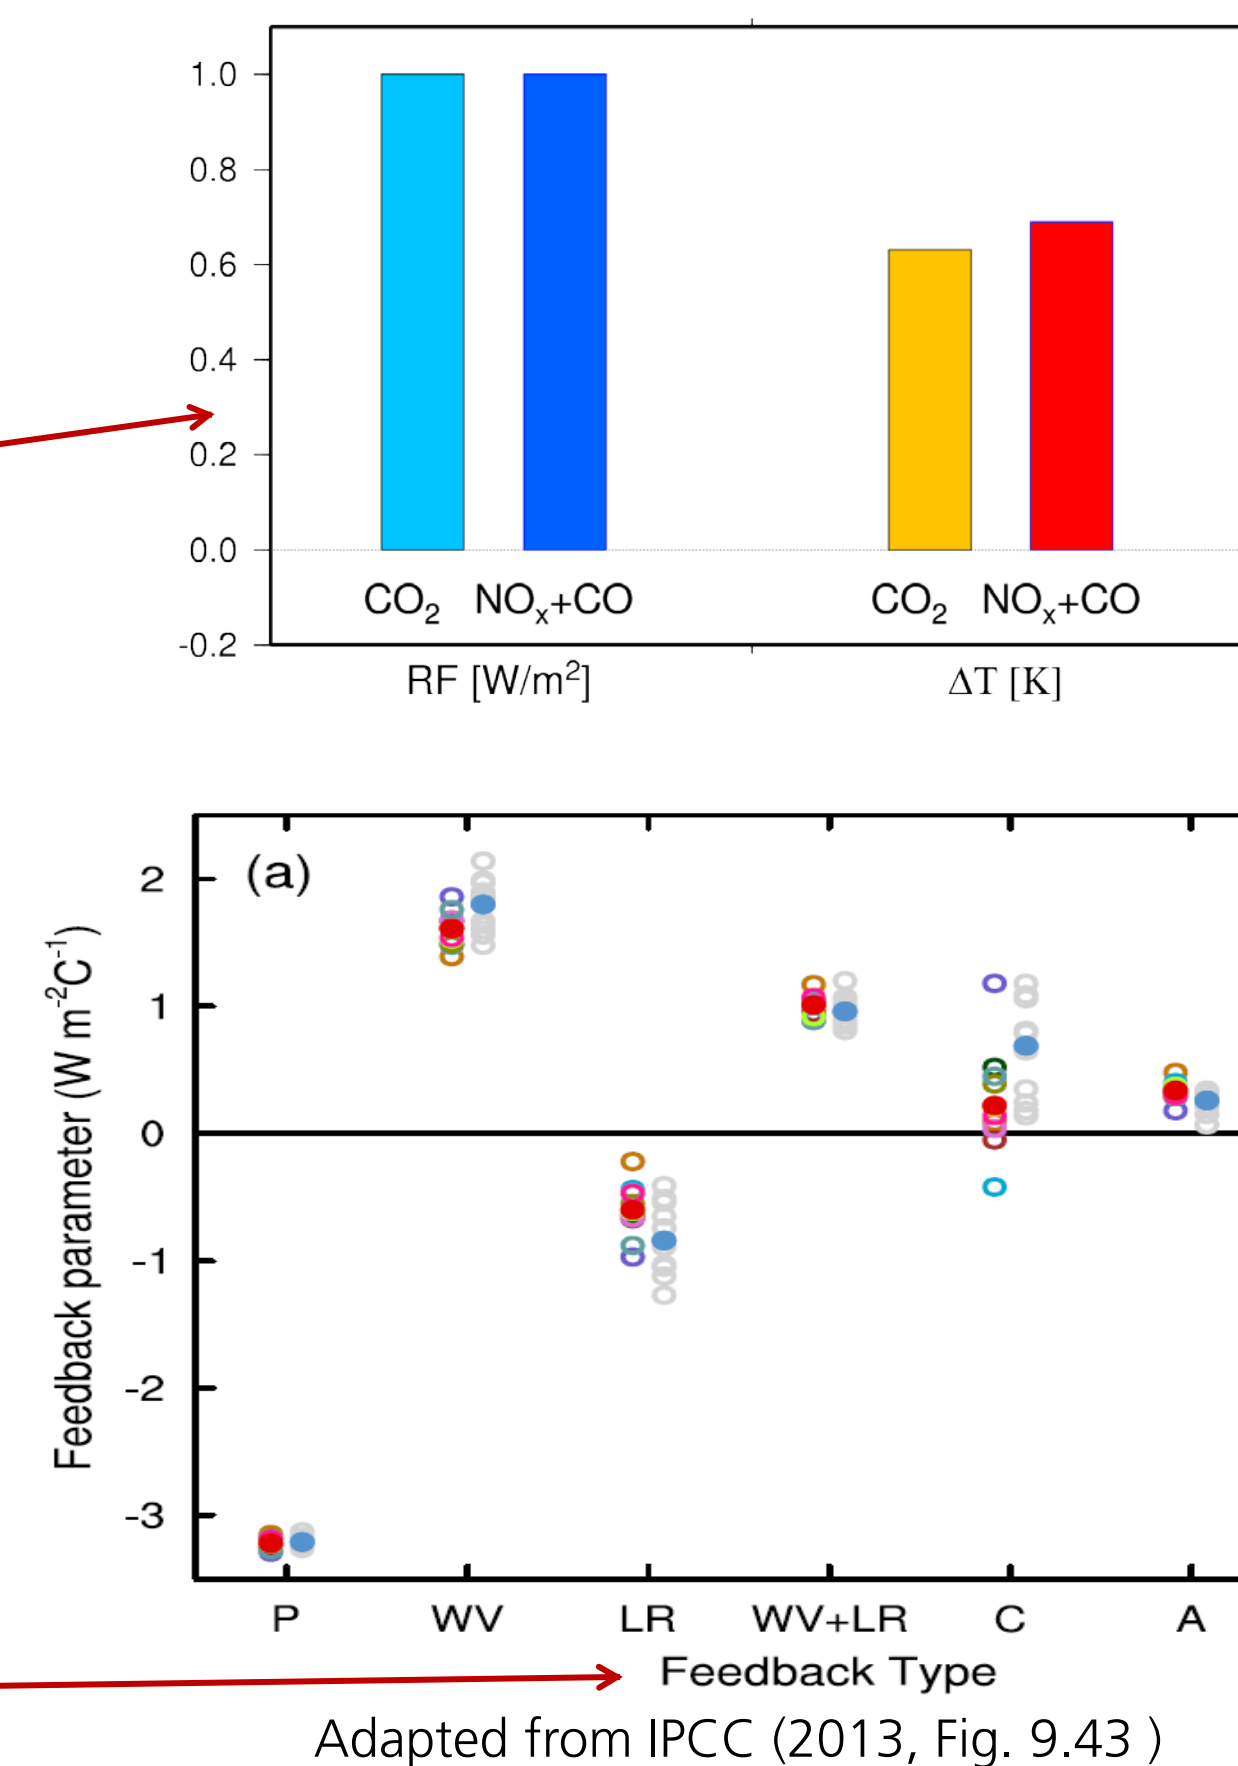 1.0
0.8
0.6
0.4
0.2
0.0
-0.2
CO₂ NOₓ+CO CO₂ NOₓ+CO
RF [W/m²] ΔT [K]
(a)
2
1
0
-1
-2
-3
Feedback parameter (W m⁻²C⁻¹)
P WV LR WV+LR C A
Feedback Type
Adapted from IPCC (2013, Fig. 9.43 )